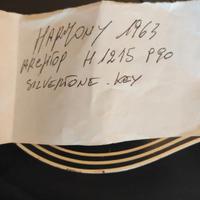 HARMONY 1963
ARCHTOP H1215 P90
SILVERTONE - KEY